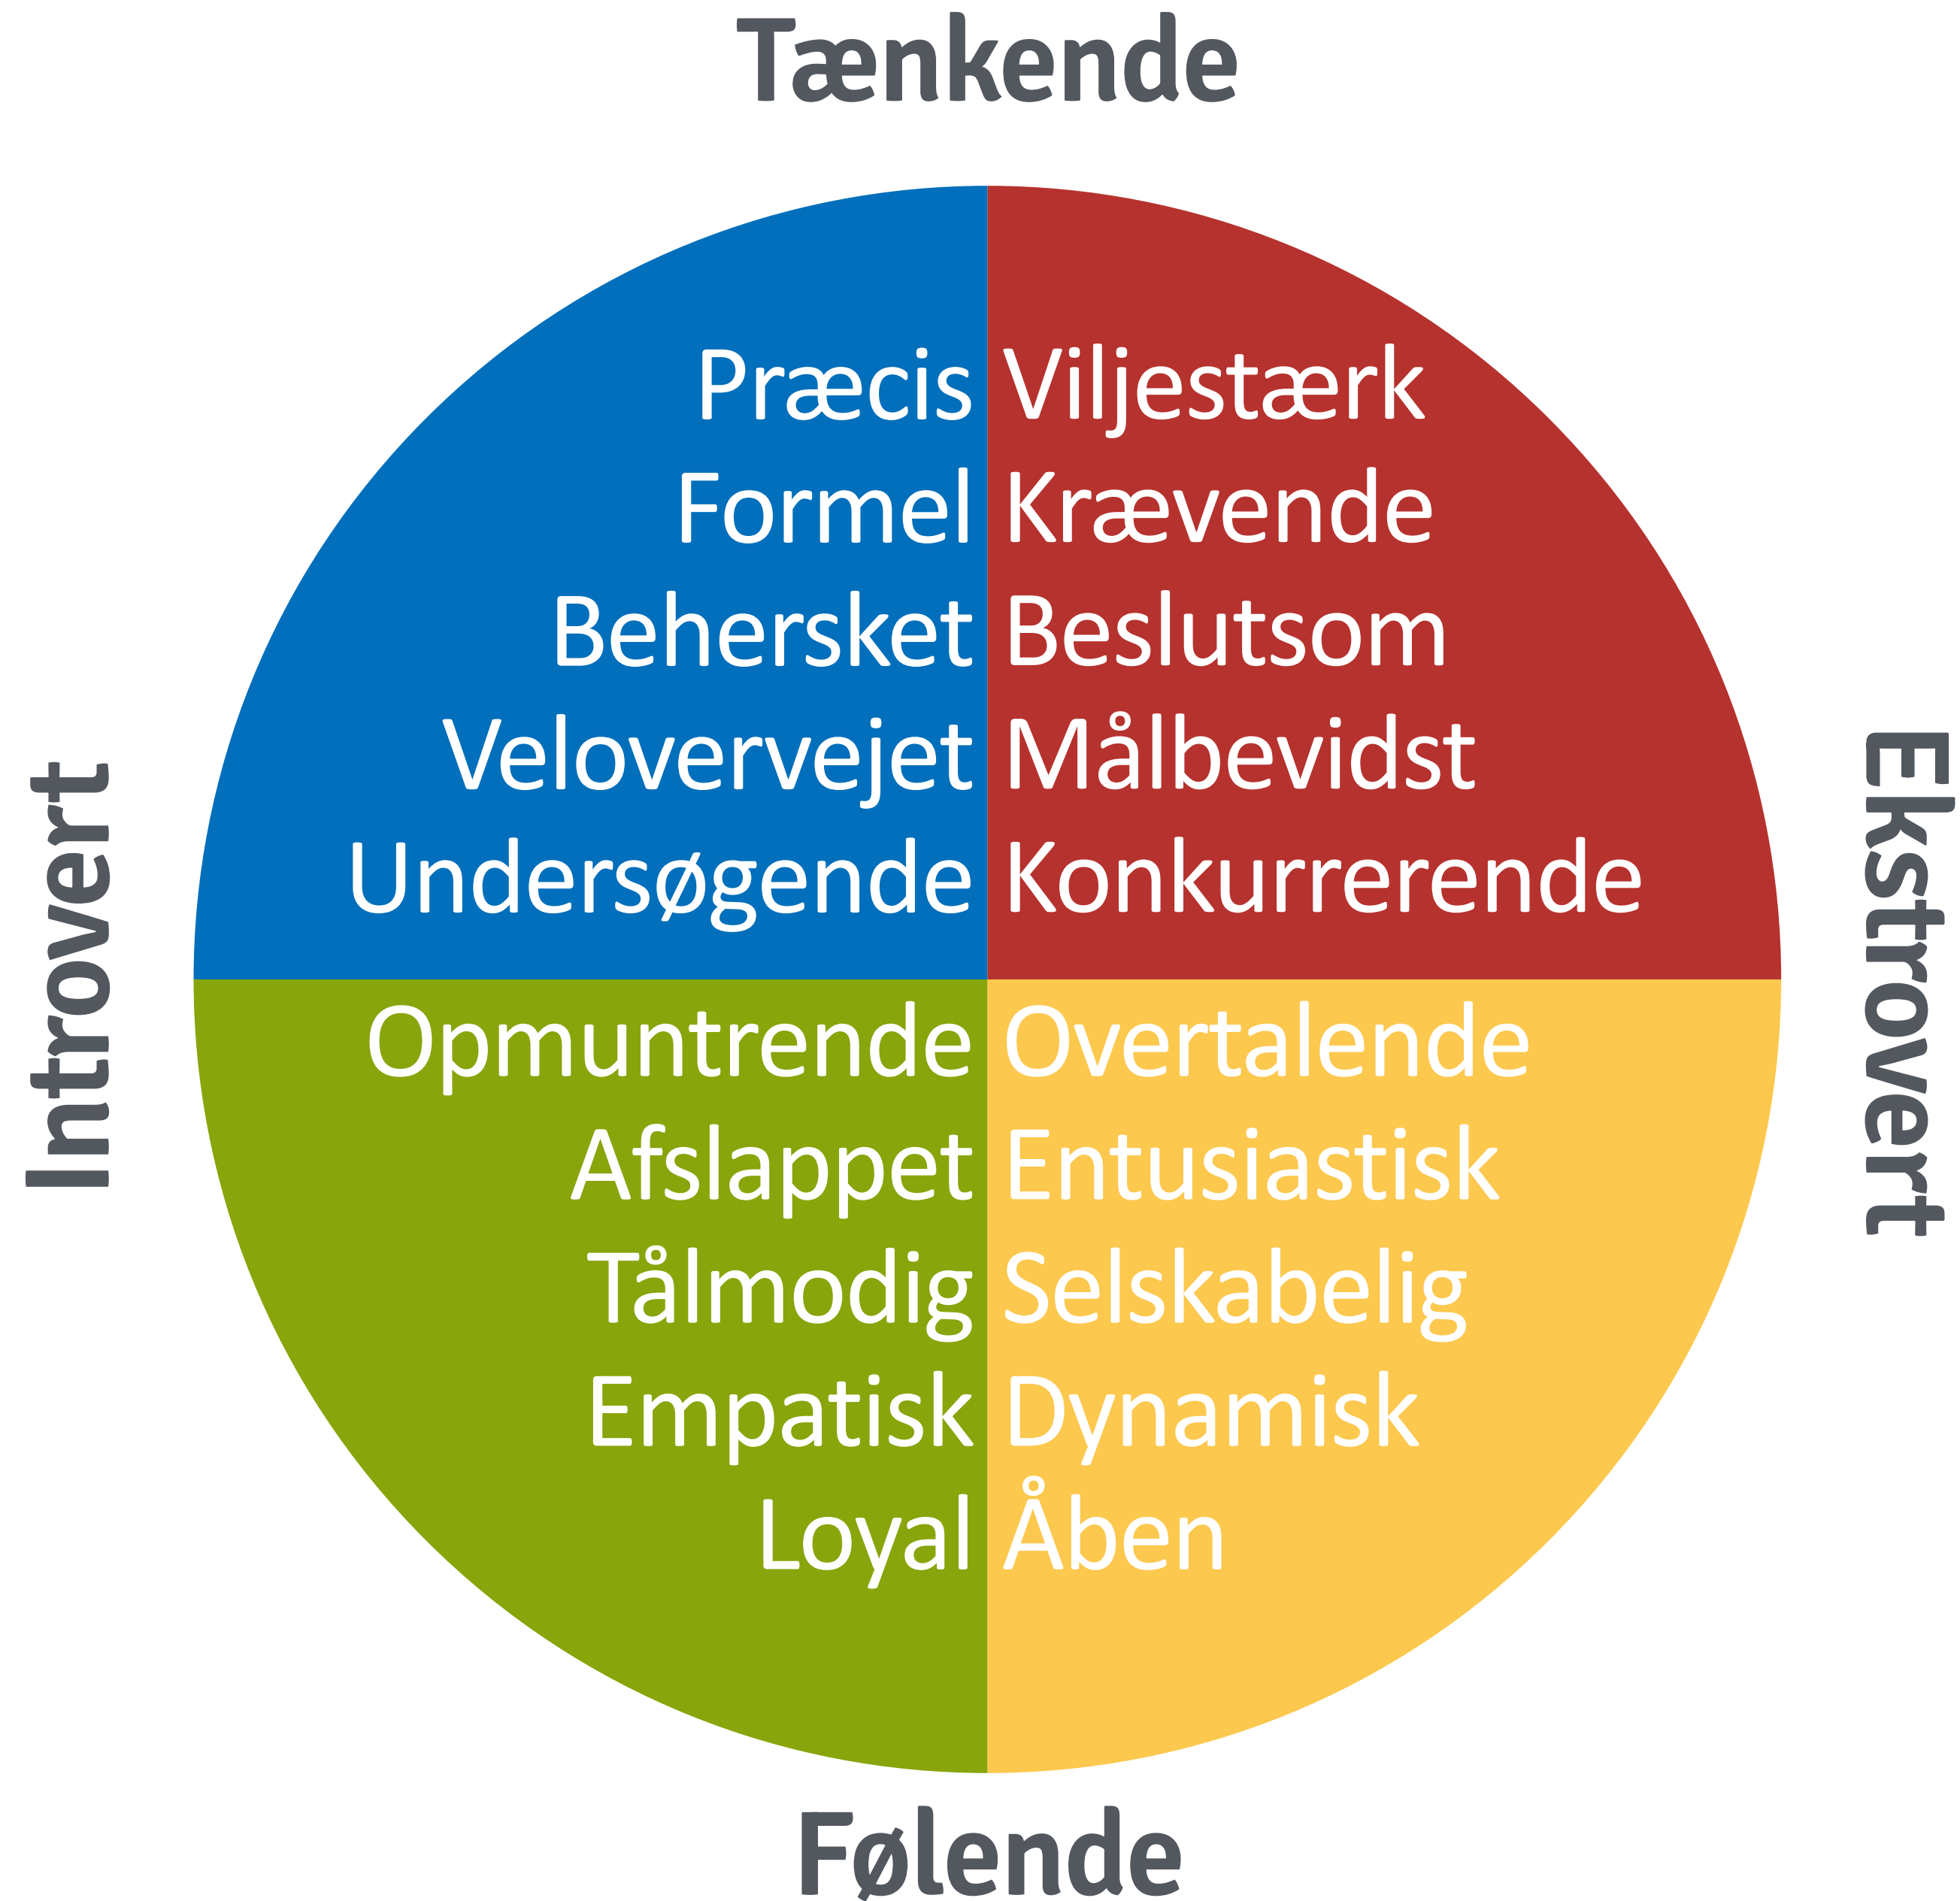 Tænkende
Præcis
Formel
Behersket
Velovervejet
Undersøgende
Viljestærk
Krævende
Beslutsom
Målbevidst
Konkurrerende
Introvert
Ekstrovert
Opmuntrende
Afslappet
Tålmodig
Empatisk
Loyal
Overtalende
Entusiastisk
Selskabelig
Dynamisk
Åben
Følende